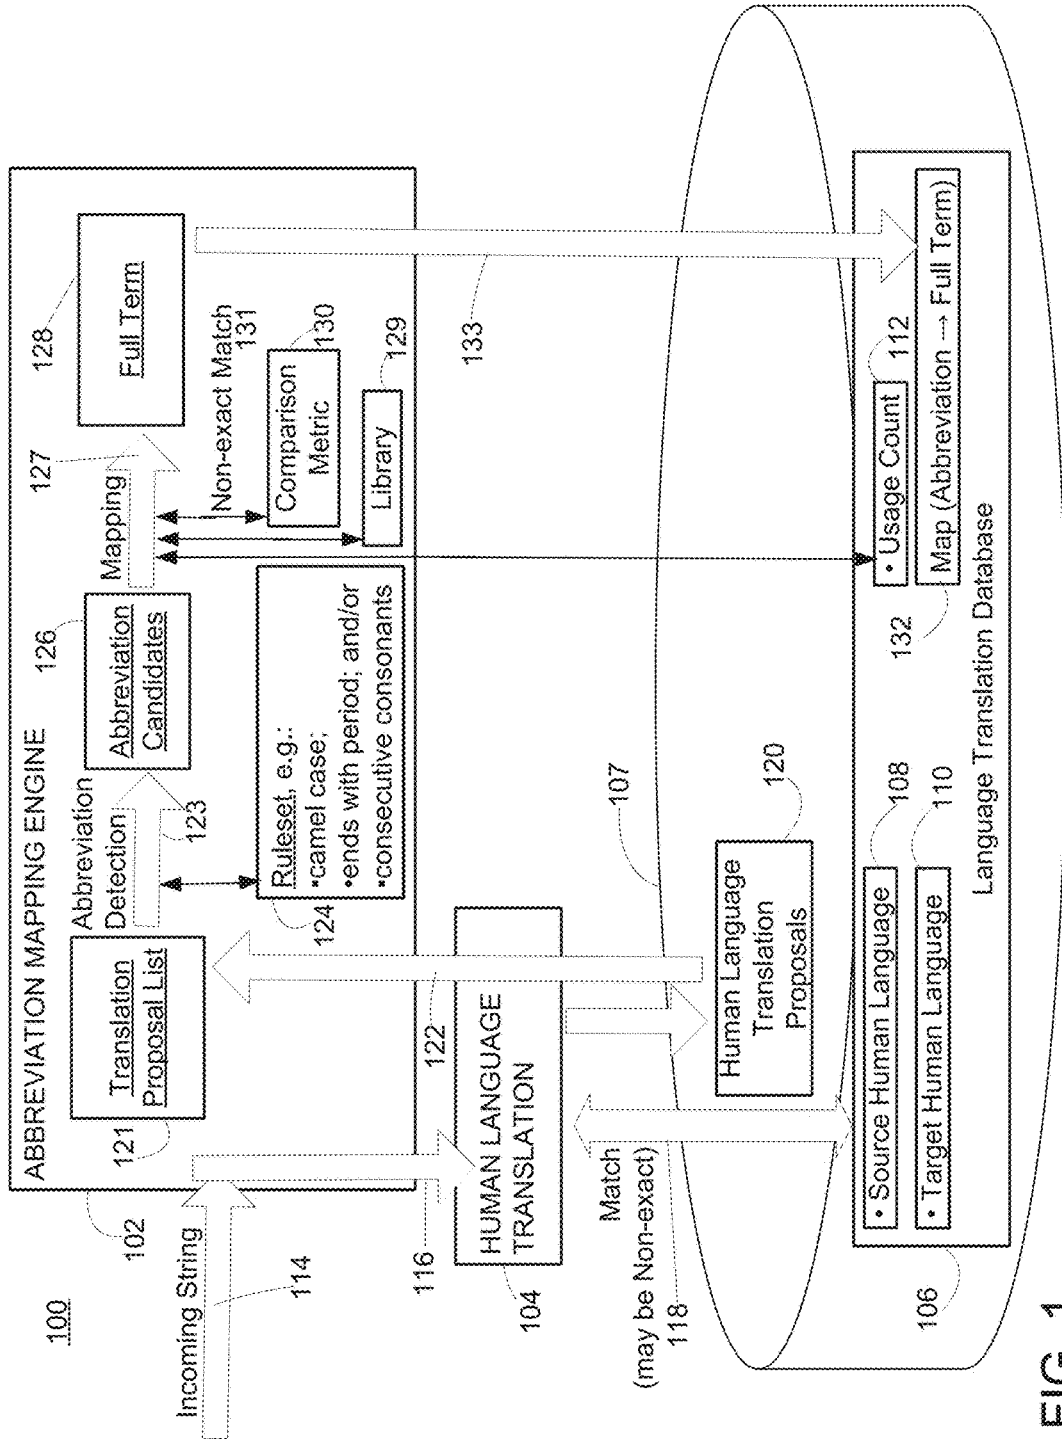 100
Incoming String
114
102
ABBREVIATION MAPPING ENGINE
121
Translation
Proposal List
Abbreviation
Detection
123
126
Abbreviation
Candidates
Mapping
127
128
Full Term
124
Ruleset, e.g.:
•camel case;
•ends with period; and/or
•consecutive consonants
Non-exact Match
131
Comparison
Metric
130
Library
129
116
122
133
104
HUMAN LANGUAGE
TRANSLATION
Match
(may be Non-exact)
118
107
Human Language
Translation
Proposals
120
106
• Source Human Language
108
• Target Human Language
110
• Usage Count
112
132
Map (Abbreviation → Full Term)
Language Translation Database
FIG. 1